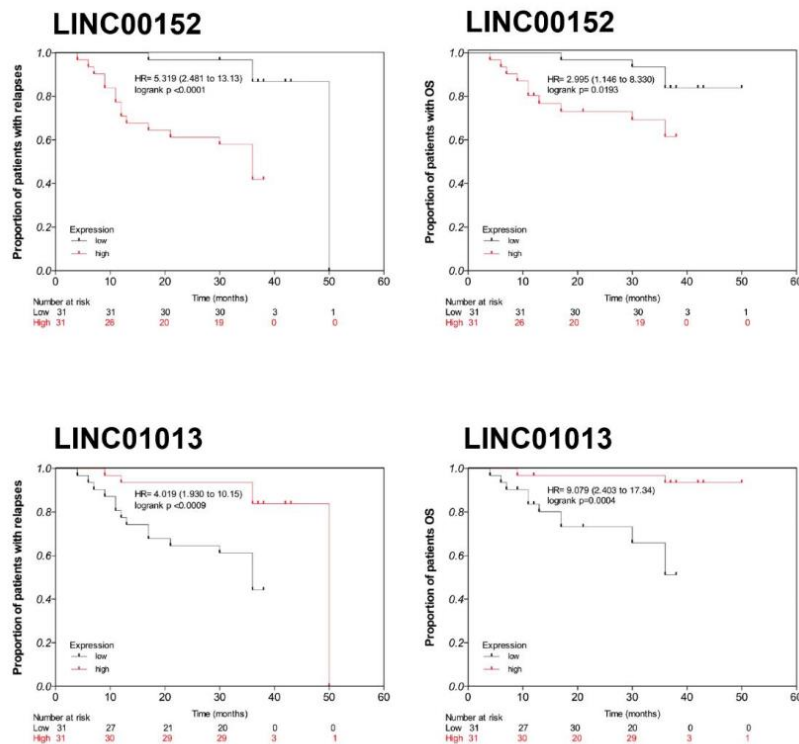 LINC00152
Proportion of patients with relapses
1.0
0.8
0.6
0.4
0.2
0.0
HR= 5.319 (2.481 to 13.13)
logrank p <0.0001
Expression
low
high
0 10 20 30 40 50 60
Time (months)
Number at risk
Low 31 31 30 30 3 1
High 31 26 20 19 0 0
LINC00152
Proportion of patients with OS
1.0
0.8
0.6
0.4
0.2
0.0
HR= 2.995 (1.146 to 8.330)
logrank p= 0.0193
Expression
low
high
0 10 20 30 40 50 60
Time (months)
Number at risk
Low 31 31 30 30 3 1
High 31 26 20 19 0 0
LINC01013
Proportion of patients with relapses
1.0
0.8
0.6
0.4
0.2
0.0
HR= 4.019 (1.930 to 10.15)
logrank p <0.0009
Expression
low
high
0 10 20 30 40 50 60
Time (months)
Number at risk
Low 31 27 21 20 0 0
High 31 30 29 29 3 1
LINC01013
Proportion of patients OS
1.0
0.8
0.6
0.4
0.2
0.0
HR= 9.079 (2.403 to 17.34)
logrank p=0.0004
Expression
low
high
0 10 20 30 40 50 60
Time (months)
Number at risk
Low 31 27 30 20 0 0
High 31 30 20 29 3 1